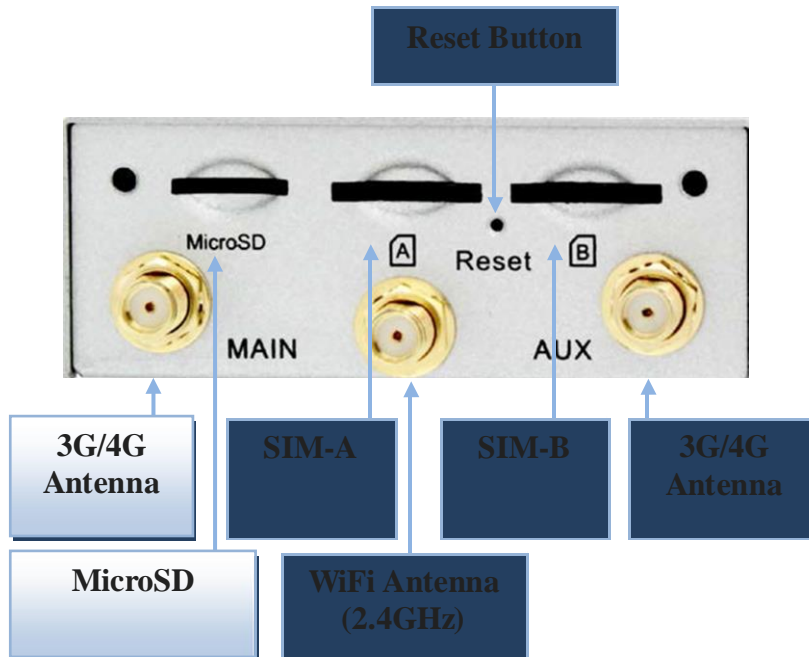 Reset Button
MicroSD
A
Reset
B
MAIN
AUX
3G/4G
Antenna
SIM-A
SIM-B
3G/4G
Antenna
MicroSD
WiFi Antenna
(2.4GHz)